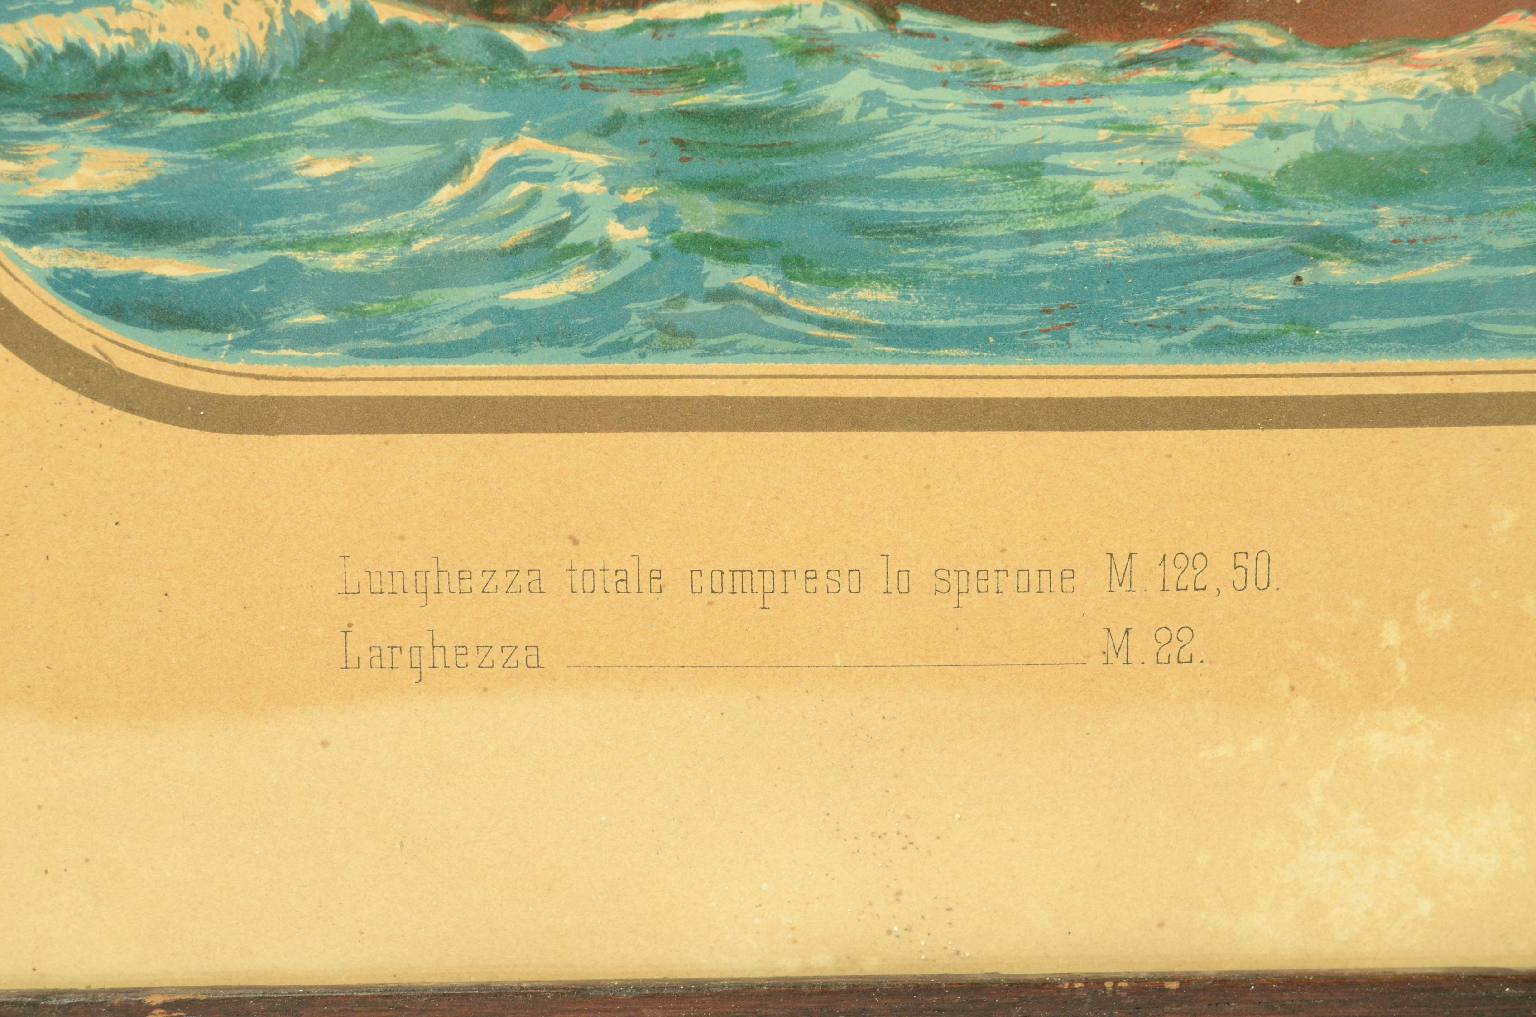 Lunghezza totale compreso lo sperone M. 122,50.
Larghezza M. 22.